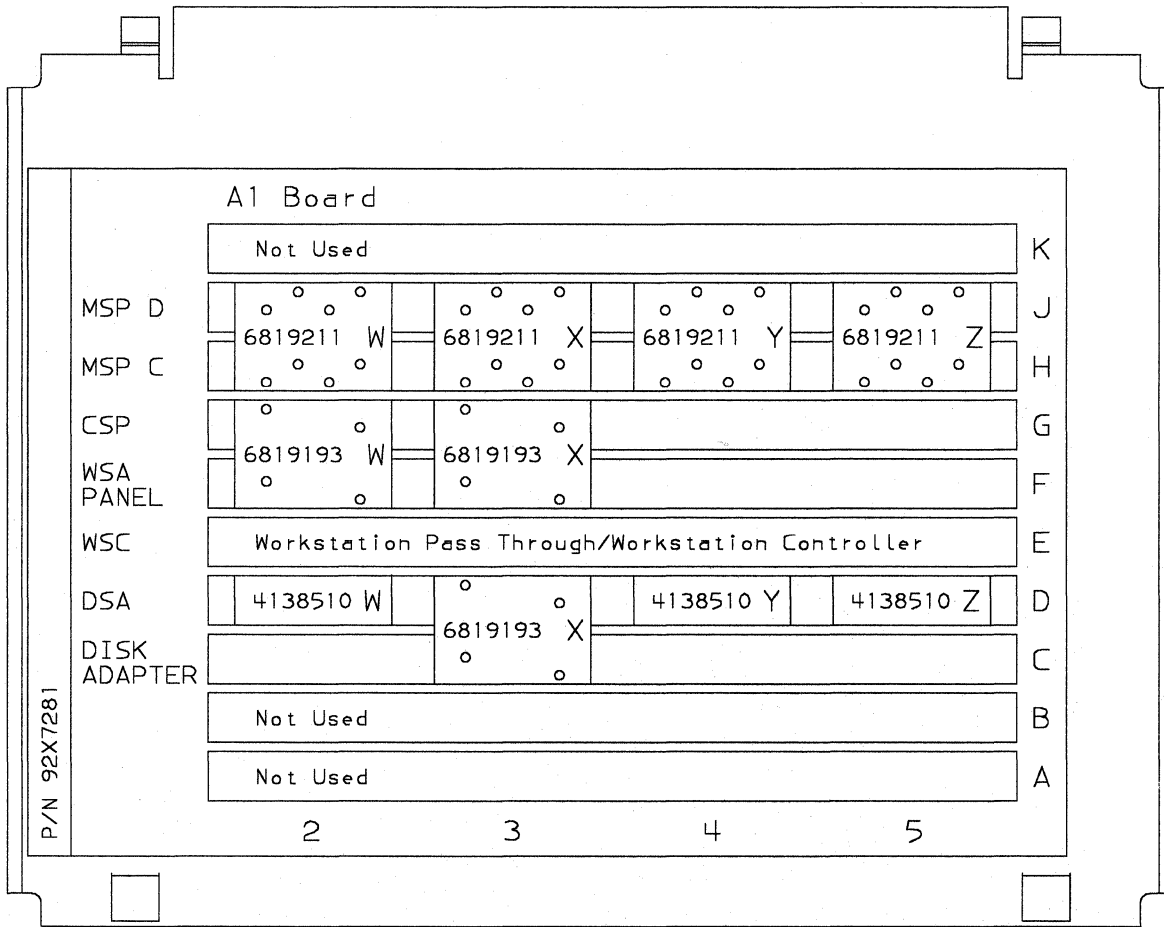 A1 Board
Not Used K
MSP D J
6819211 W 6819211 X 6819211 Y 6819211 Z
MSP C H
CSP G
6819193 W 6819193 X
WSA
PANEL F
WSC Workstation Pass Through/Workstation Controller E
DSA 4138510 W 4138510 Y 4138510 Z D
6819193 X
DISK
ADAPTER C
Not Used B
Not Used A
2 3 4 5
P/N 92X7281